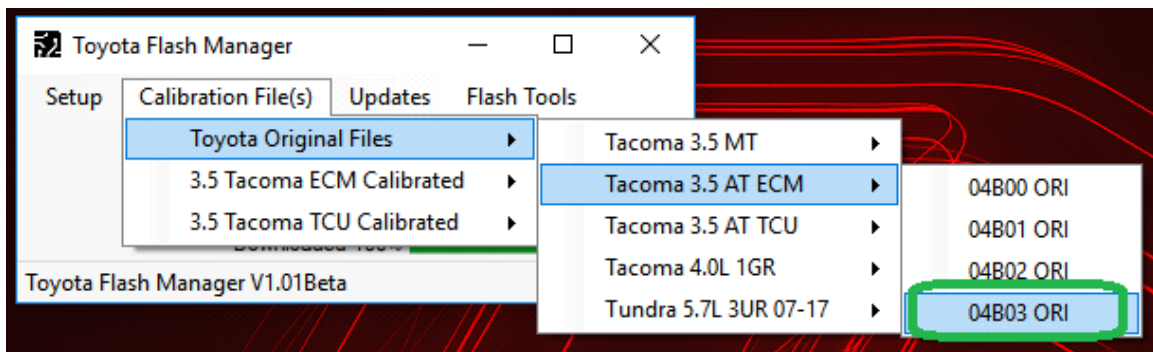 Toyota Flash Manager
Setup Calibration File(s) Updates Flash Tools
Toyota Original Files
3.5 Tacoma ECM Calibrated
3.5 Tacoma TCU Calibrated
Toyota Flash Manager V1.01Beta
Tacoma 3.5 MT
Tacoma 3.5 AT ECM
Tacoma 3.5 AT TCU
Tacoma 4.0L 1GR
Tundra 5.7L 3UR 07-17
04B00 ORI
04B01 ORI
04B02 ORI
04B03 ORI